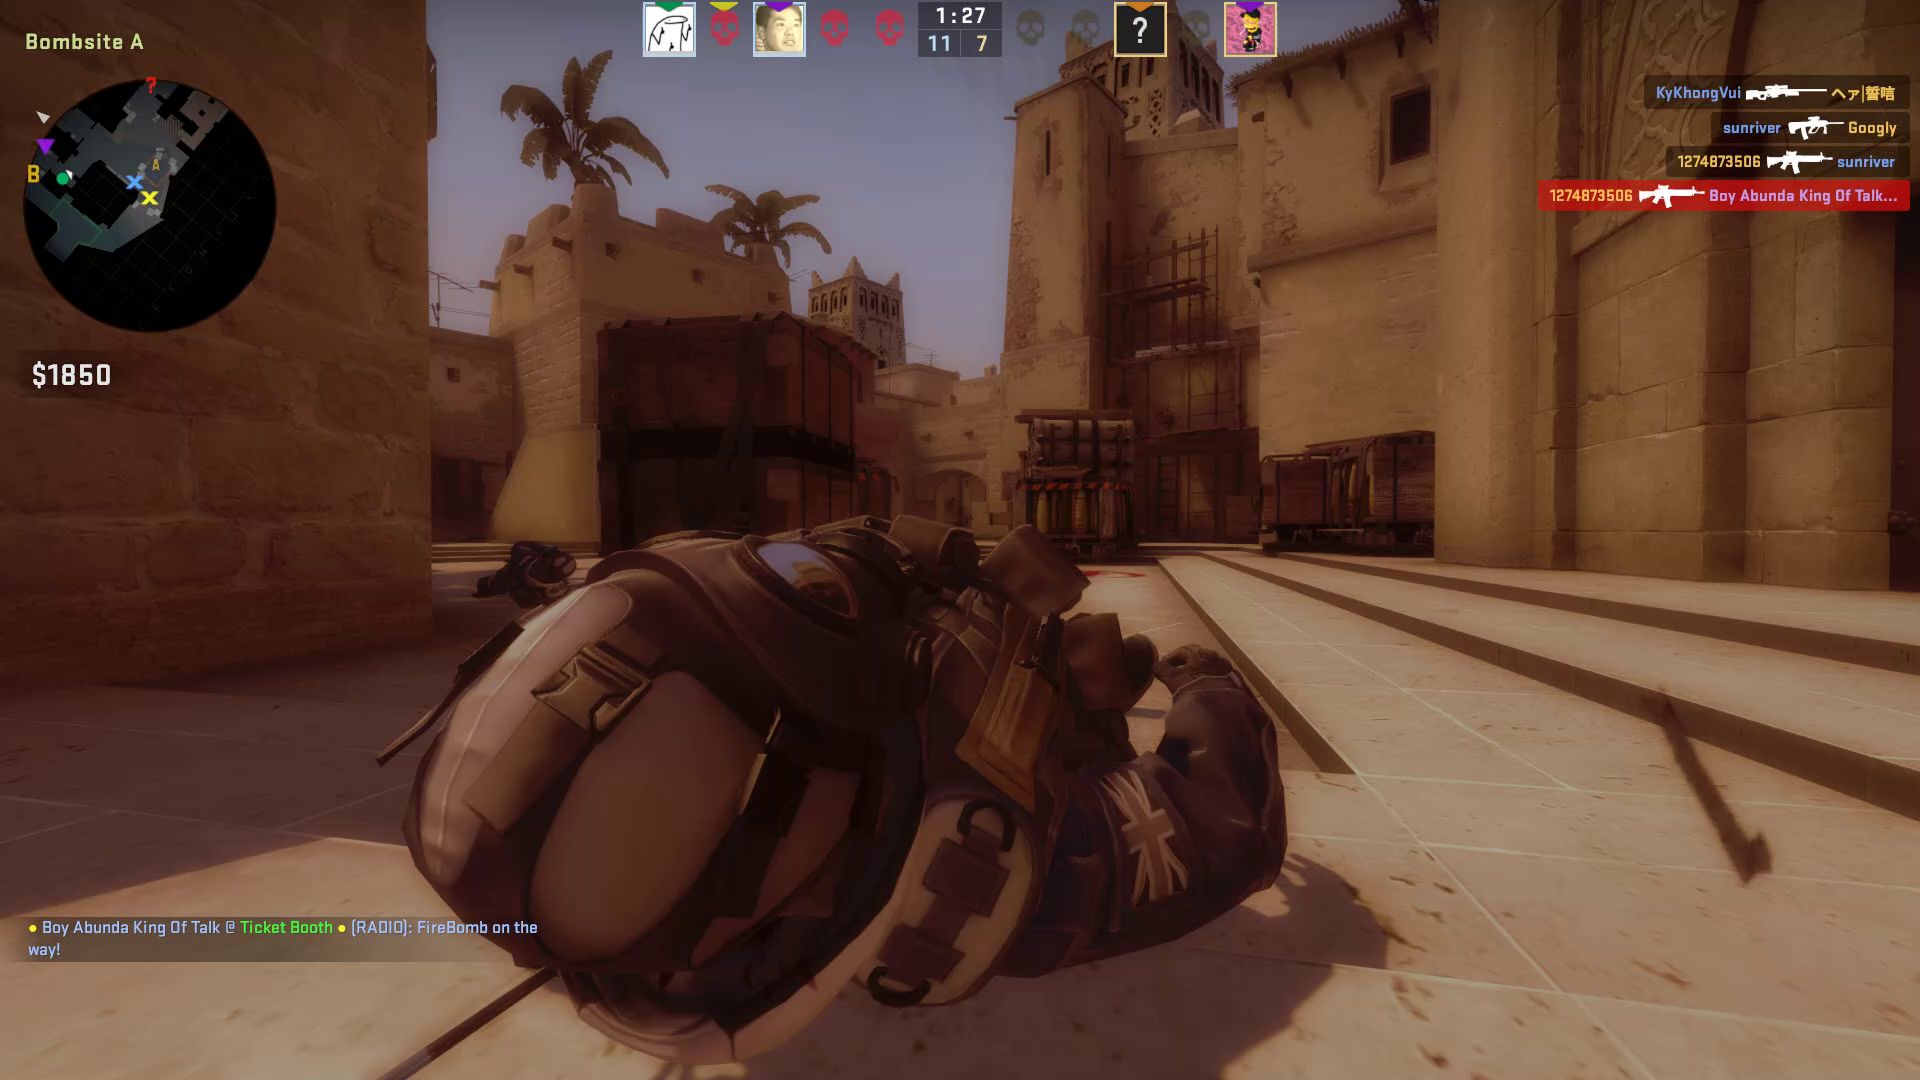 Bombsite A
1:27
11 7
?
?
A
B
$1850
KyKhongVui ヘァ|誓唁
sunriver Googly
1274873506 sunriver
1274873506 Boy Abunda King Of Talk...
● Boy Abunda King Of Talk @ Ticket Booth ● (RADIO): FireBomb on the
way!